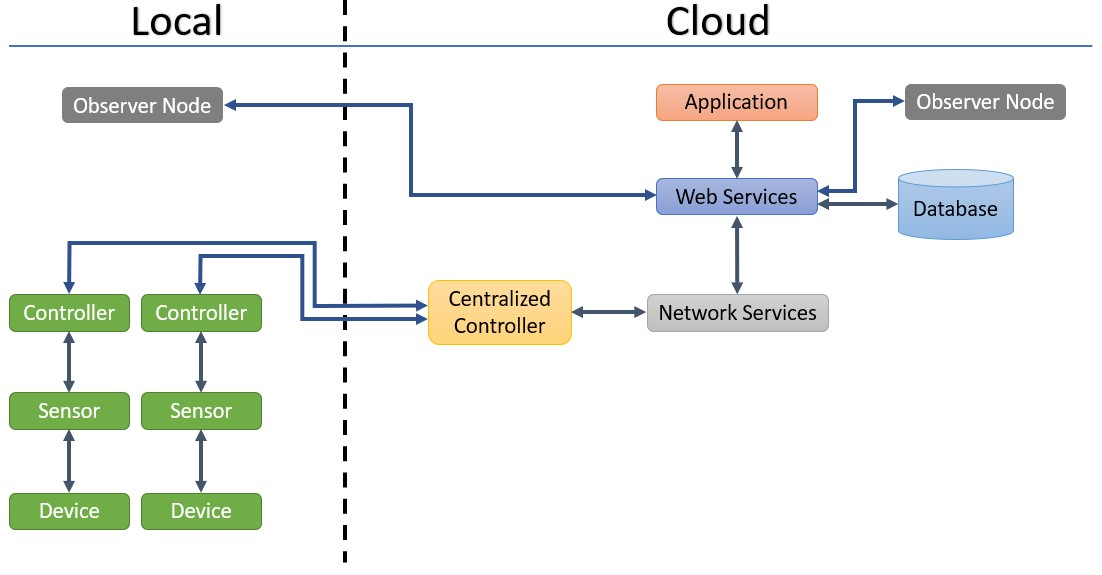 Local
Cloud
Observer Node
Application
Observer Node
Web Services
Database
Controller
Controller
Centralized
Controller
Network Services
Sensor
Sensor
Device
Device